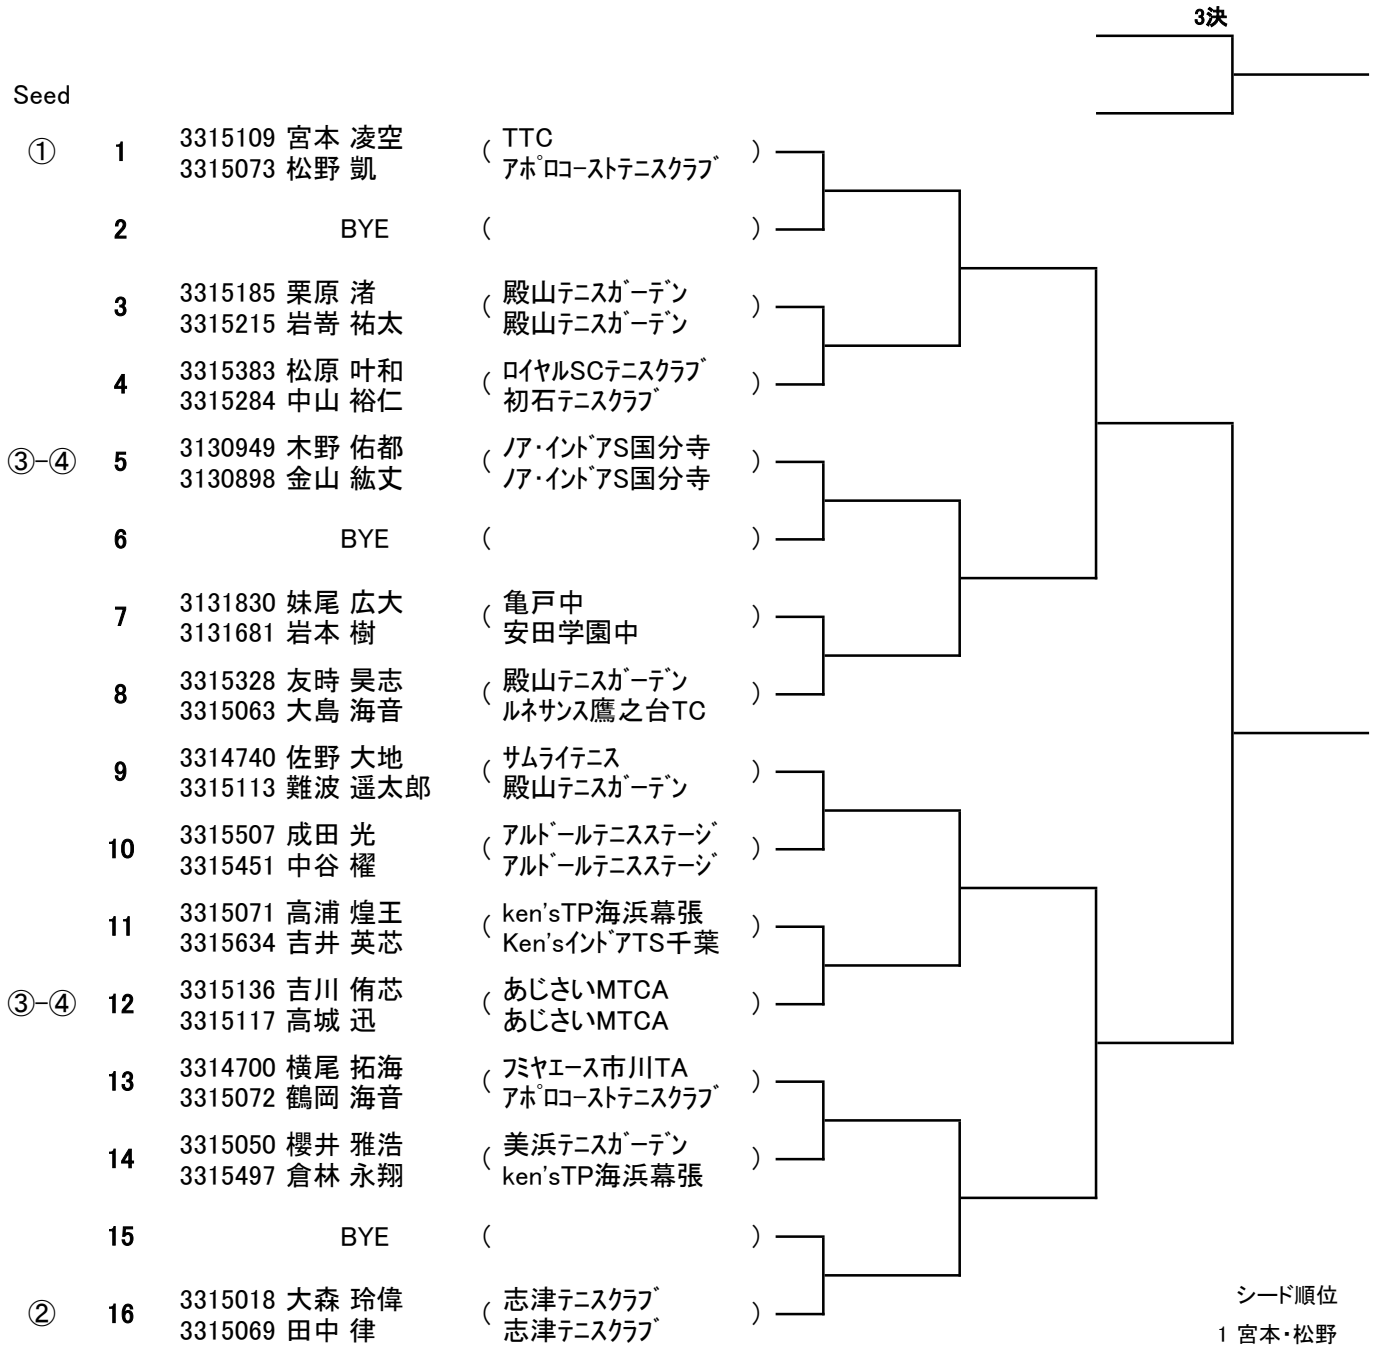 3決
Seed
① 1 3315109 宮本 凌空 ( TTC )
3315073 松野 凱 アポロコーストテニスクラブ
2 BYE ( )
3 3315185 栗原 渚 ( 殿山テニスガーデン )
3315215 岩嵜 祐太 殿山テニスガーデン
4 3315383 松原 叶和 ( ロイヤルSCテニスクラブ )
3315284 中山 裕仁 初石テニスクラブ
③-④ 5 3130949 木野 佑都 ( ノア・インドアS国分寺 )
3130898 金山 紘丈 ノア・インドアS国分寺
6 BYE ( )
7 3131830 妹尾 広大 ( 亀戸中 )
3131681 岩本 樹 安田学園中
8 3315328 友時 昊志 ( 殿山テニスガーデン )
3315063 大島 海音 ルネサンス鷹之台TC
9 3314740 佐野 大地 ( サムライテニス )
3315113 難波 遥太郎 殿山テニスガーデン
10 3315507 成田 光 ( アルドールテニスステージ )
3315451 中谷 櫂 アルドールテニスステージ
11 3315071 高浦 煌王 ( ken'sTP海浜幕張 )
3315634 吉井 英芯 Ken'sインドアTS千葉
③-④ 12 3315136 吉川 侑芯 ( あじさいMTCA )
3315117 高城 迅 あじさいMTCA
13 3314700 横尾 拓海 ( フミヤエース市川TA )
3315072 鶴岡 海音 アポロコーストテニスクラブ
14 3315050 櫻井 雅浩 ( 美浜テニスガーデン )
3315497 倉林 永翔 ken'sTP海浜幕張
15 BYE ( )
② 16 3315018 大森 玲偉 ( 志津テニスクラブ )
3315069 田中 律 志津テニスクラブ
シード順位
1 宮本・松野